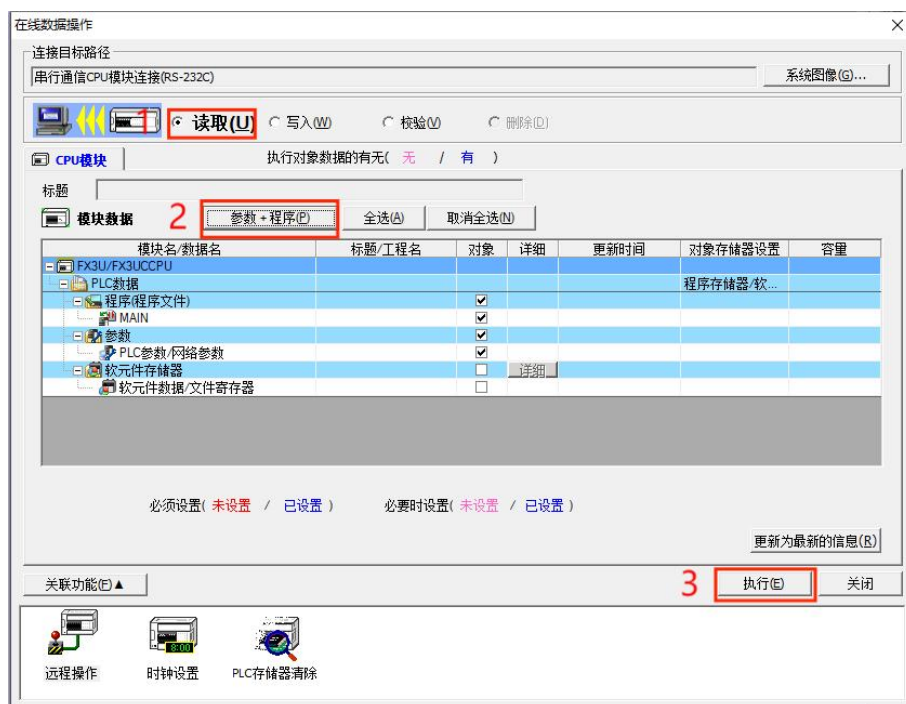 在线数据操作
连接目标路径
串行通信CPU模块连接(RS-232C)
系统图像(G)...
1
读取(U) 写入(W) 校验(V) 删除(D)
CPU模块 执行对象数据的有无( 无 / 有 )
标题
模块数据 2 参数+程序(P) 全选(A) 取消全选(N)
模块名/数据名 标题/工程名 对象 详细 更新时间 对象存储器设置 容量
FX3U/FX3UCCPU
PLC数据 程序存储器/软...
程序(程序文件)
MAIN
参数
PLC参数/网络参数
软元件存储器 详细
软元件数据/文件寄存器
必须设置( 未设置 / 已设置 ) 必要时设置( 未设置 / 已设置 )
更新为最新的信息(R)
关联功能(F)▲ 3 执行(E) 关闭
远程操作 时钟设置 PLC存储器清除
8:00